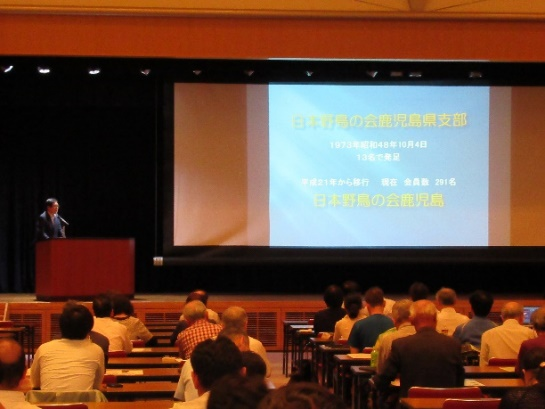 日本野鳥の会鹿児島県支部
1973年昭和48年10月4日
13名で発足
平成21年から移行 現在 会員数 291名
日本野鳥の会鹿児島